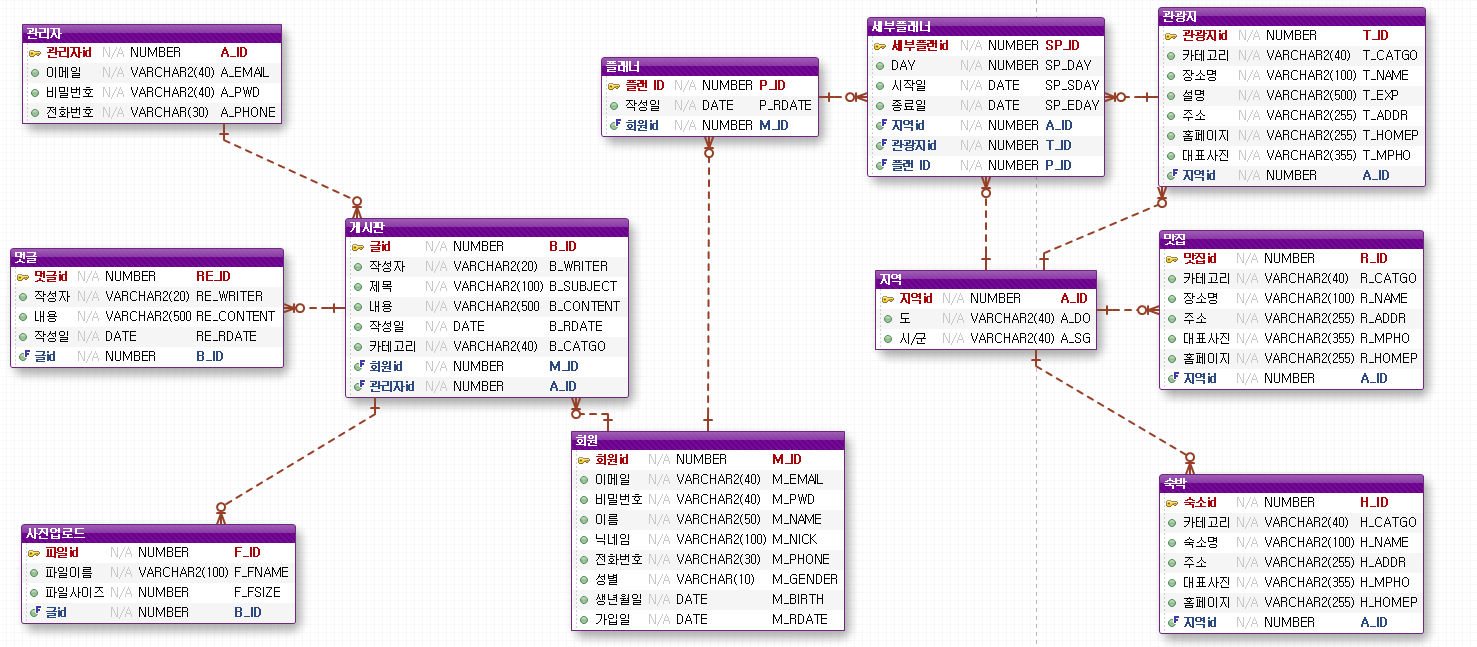 관리자
관리자id N/A NUMBER A_ID
이메일 N/A VARCHAR2(40) A_EMAIL
비밀번호 N/A VARCHAR2(40) A_PWD
전화번호 N/A VARCHAR(30) A_PHONE
플래너
플랜 ID N/A NUMBER P_ID
작성일 N/A DATE P_RDATE
회원id N/A NUMBER M_ID
세부플래너
세부플랜id N/A NUMBER SP_ID
DAY N/A NUMBER SP_DAY
시작일 N/A DATE SP_SDAY
종료일 N/A DATE SP_EDAY
지역id N/A NUMBER A_ID
관광지id N/A NUMBER T_ID
플랜 ID N/A NUMBER P_ID
관광지
관광지id N/A NUMBER T_ID
카테고리 N/A VARCHAR2(40) T_CATGO
장소명 N/A VARCHAR2(100) T_NAME
설명 N/A VARCHAR2(500) T_EXP
주소 N/A VARCHAR2(255) T_ADDR
홈페이지 N/A VARCHAR2(255) T_HOMEP
대표사진 N/A VARCHAR2(355) T_MPHO
지역id N/A NUMBER A_ID
댓글
댓글id N/A NUMBER RE_ID
작성자 N/A VARCHAR2(20) RE_WRITER
내용 N/A VARCHAR2(500 RE_CONTENT
작성일 N/A DATE RE_RDATE
글id N/A NUMBER B_ID
게시판
글id N/A NUMBER B_ID
작성자 N/A VARCHAR2(20) B_WRITER
제목 N/A VARCHAR2(100) B_SUBJECT
내용 N/A VARCHAR2(500 B_CONTENT
작성일 N/A DATE B_RDATE
카테고리 N/A VARCHAR2(40) B_CATGO
회원id N/A NUMBER M_ID
관리자id N/A NUMBER A_ID
지역
지역id N/A NUMBER A_ID
도 N/A VARCHAR2(40) A_DO
시/군 N/A VARCHAR2(40) A_SG
맛집
맛집id N/A NUMBER R_ID
카테고리 N/A VARCHAR2(40) R_CATGO
장소명 N/A VARCHAR2(100) R_NAME
주소 N/A VARCHAR2(255) R_ADDR
대표사진 N/A VARCHAR2(355) R_MPHO
홈페이지 N/A VARCHAR2(255) R_HOMEP
지역id N/A NUMBER A_ID
사진업로드
파일id N/A NUMBER F_ID
파일이름 N/A VARCHAR2(100) F_FNAME
파일사이즈 N/A NUMBER F_FSIZE
글id N/A NUMBER B_ID
회원
회원id N/A NUMBER M_ID
이메일 N/A VARCHAR2(40) M_EMAIL
비밀번호 N/A VARCHAR2(40) M_PWD
이름 N/A VARCHAR2(50) M_NAME
닉네임 N/A VARCHAR2(100) M_NICK
전화번호 N/A VARCHAR2(30) M_PHONE
성별 N/A VARCHAR(10) M_GENDER
생년월일 N/A DATE M_BIRTH
가입일 N/A DATE M_RDATE
숙박
숙소id N/A NUMBER H_ID
카테고리 N/A VARCHAR2(40) H_CATGO
숙소명 N/A VARCHAR2(100) H_NAME
주소 N/A VARCHAR2(255) H_ADDR
대표사진 N/A VARCHAR2(355) H_MPHO
홈페이지 N/A VARCHAR2(255) H_HOMEP
지역id N/A NUMBER A_ID